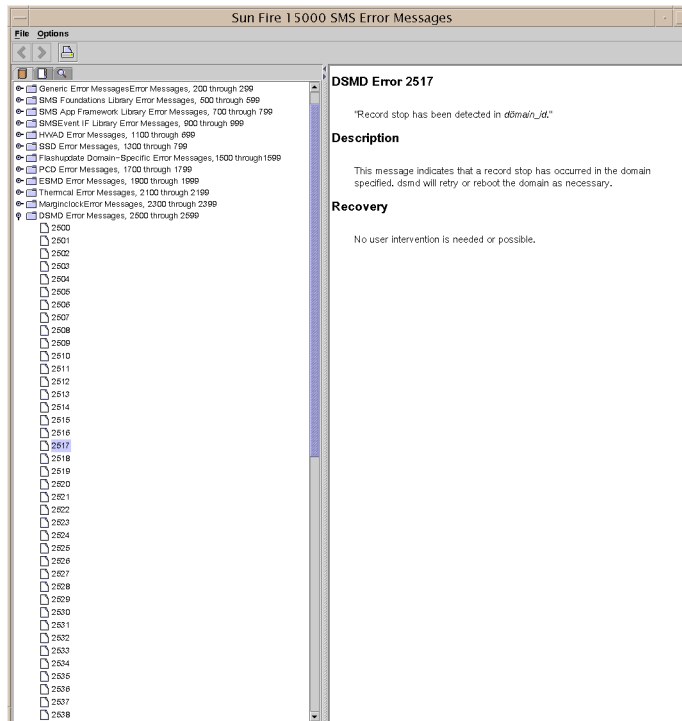 Sun Fire 15000 SMS Error Messages
File Options
Generic Error MessagesError Messages, 200 through 299
SMS Foundations Library Error Messages, 500 through 599
SMS App Framework Library Error Messages, 700 through 799
SMSEvent IF Library Error Messages, 900 through 999
HWAD Error Messages, 1100 through 699
SSD Error Messages, 1300 through 799
Flashupdate Domain-Specific Error Messages, 1500 through 1599
PCD Error Messages, 1700 through 1799
ESMD Error Messages, 1900 through 1999
Thermcal Error Messages, 2100 through 2199
MarginclockError Messages, 2300 through 2399
DSMD Error Messages, 2500 through 2599
2500
2501
2502
2503
2504
2505
2506
2507
2508
2509
2510
2511
2512
2513
2514
2515
2516
2517
2518
2519
2520
2521
2522
2523
2524
2525
2526
2527
2528
2529
2530
2531
2532
2533
2534
2535
2536
2537
2538
DSMD Error 2517
"Record stop has been detected in domain_id."
Description
This message indicates that a record stop has occurred in the domain
specified. dsmd will retry or reboot the domain as necessary.
Recovery
No user intervention is needed or possible.